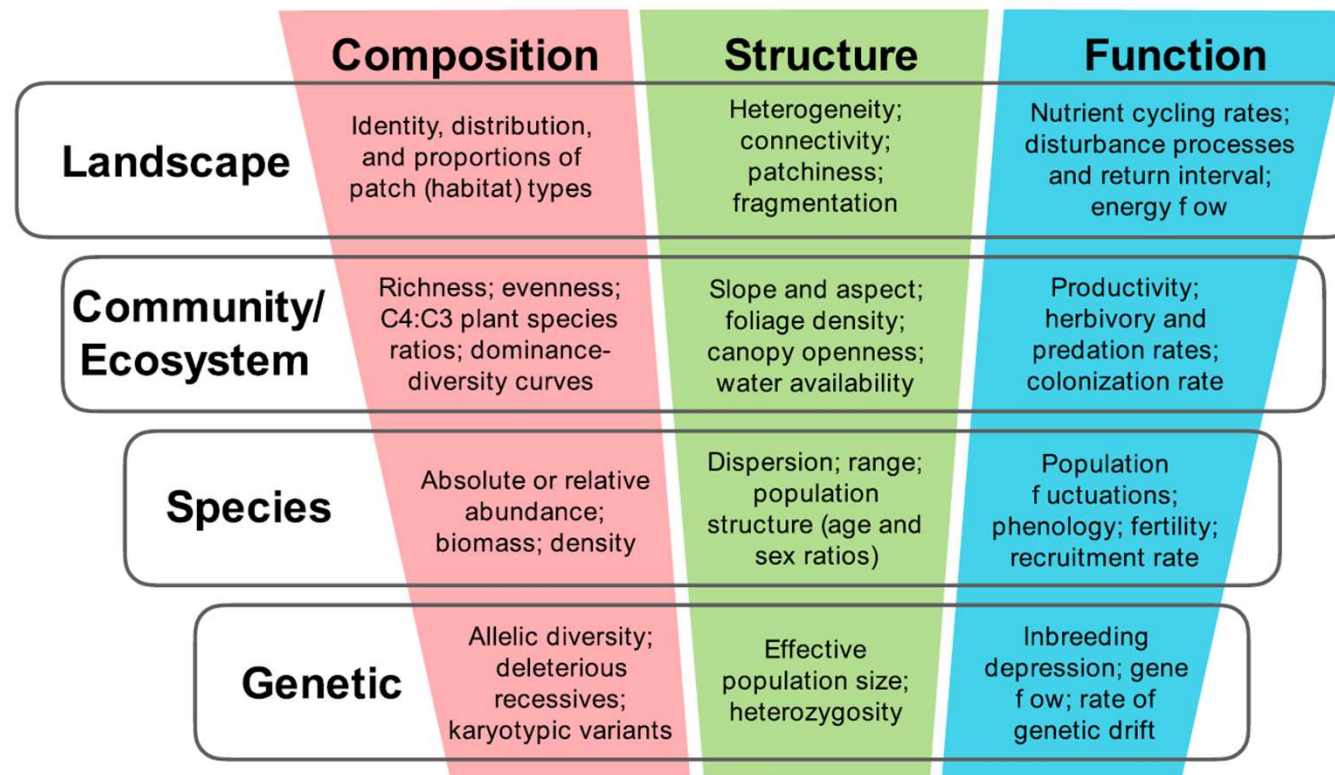 Composition
Structure
Function
Landscape
Identity, distribution,
and proportions of
patch (habitat) types
Heterogeneity;
connectivity;
patchiness;
fragmentation
Nutrient cycling rates;
disturbance processes
and return interval;
energy f ow
Community/
Ecosystem
Richness; evenness;
C4:C3 plant species
ratios; dominance-
diversity curves
Slope and aspect;
foliage density;
canopy openness;
water availability
Productivity;
herbivory and
predation rates;
colonization rate
Species
Absolute or relative
abundance;
biomass; density
Dispersion; range;
population
structure (age and
sex ratios)
Population
f uctuations;
phenology; fertility;
recruitment rate
Genetic
Allelic diversity;
deleterious
recessives;
karyotypic variants
Effective
population size;
heterozygosity
Inbreeding
depression; gene
f ow; rate of
genetic drift